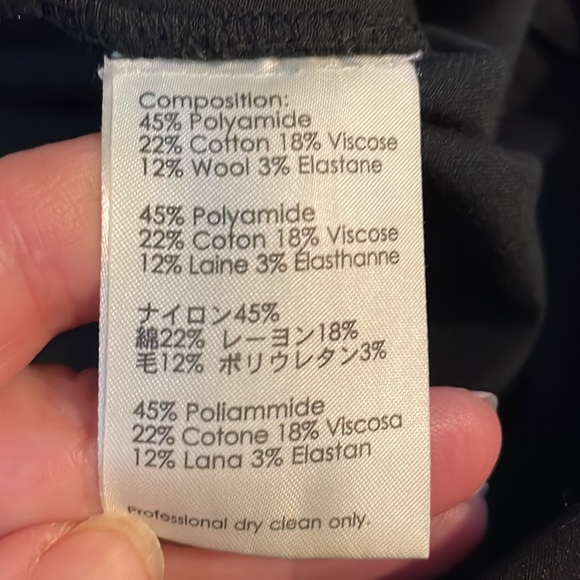 Composition:
45% Polyamide
22% Cotton 18% Viscose
12% Wool 3% Elastane
45% Polyamide
22% Coton 18% Viscose
12% Laine 3% Élasthanne
ナイロン45%
綿22% レーヨン18%
毛12% ポリウレタン3%
45% Poliammide
22% Cotone 18% Viscosa
12% Lana 3% Elastan
Professional dry clean only.